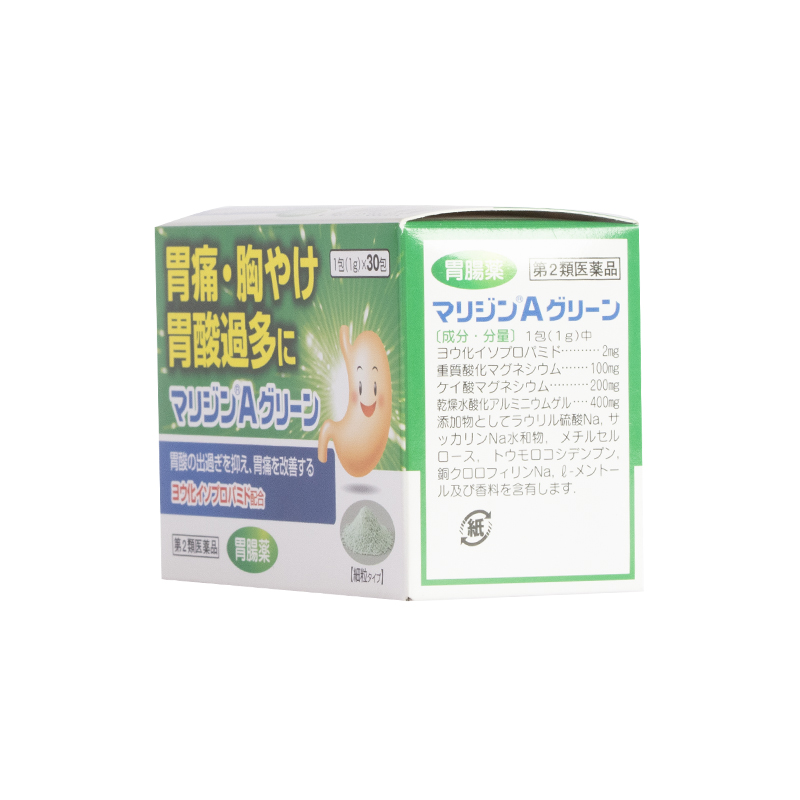 胃痛・胸やけ
胃酸過多に
1包(1g)×30包
マリジン®Aグリーン
胃酸の出過ぎを抑え、胃痛を改善する
ヨウ化イソプロパミド配合
第2類医薬品
胃腸薬
【細粒タイプ】
胃腸薬
第2類医薬品
マリジン®Aグリーン
〔成分・分量〕1包(1g)中
ヨウ化イソプロパミド………2mg
重質酸化マグネシウム……100mg
ケイ酸マグネシウム………200mg
乾燥水酸化アルミニウムゲル…400mg
添加物としてラウリル硫酸Na, サ
ッカリンNa水和物, メチルセル
ロース, トウモロコシデンプン,
銅クロロフィリンNa, ℓ-メントー
ル及び香料を含有します.
紙